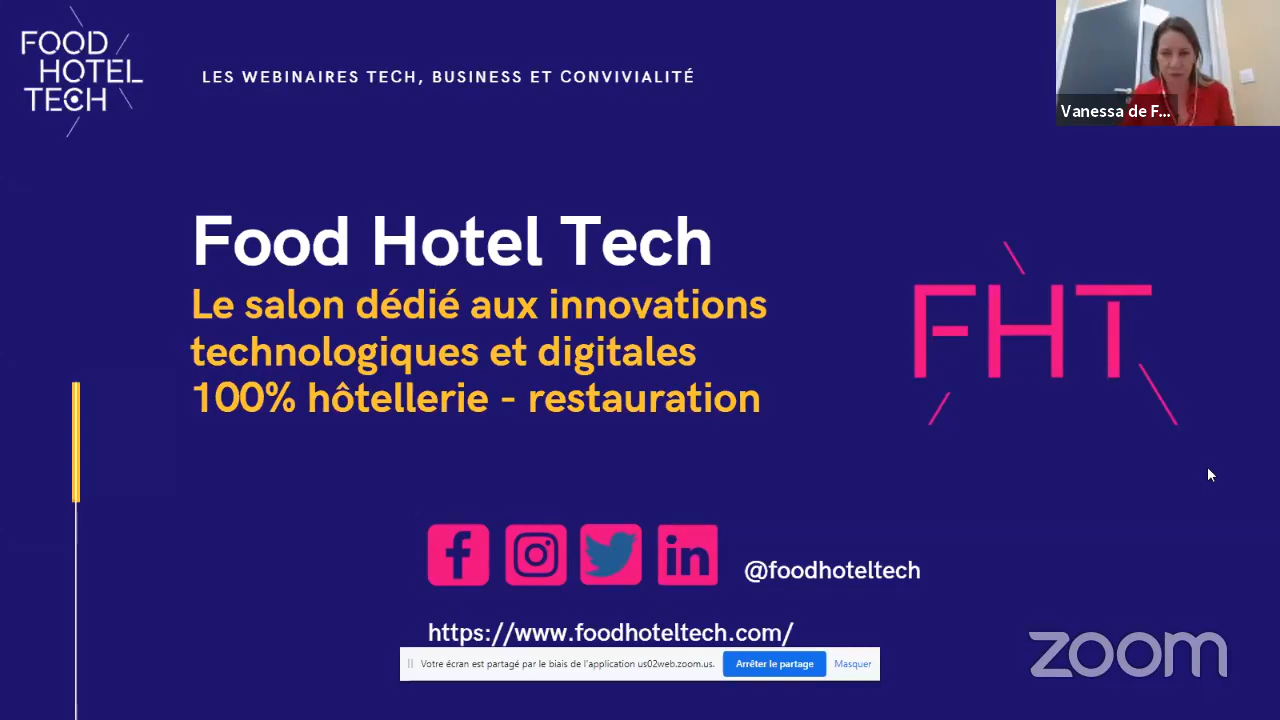 FOOD
HOTEL
TECH
LES WEBINAIRES TECH, BUSINESS ET CONVIVIALITÉ
Vanessa de F...
Food Hotel Tech
Le salon dédié aux innovations
technologiques et digitales
100% hôtellerie - restauration
FHT
@foodhoteltech
https://www.foodhoteltech.com/
Votre écran est partagé par le biais de l'application us02web.zoom.us. Arrêter le partage Masquer
zoom